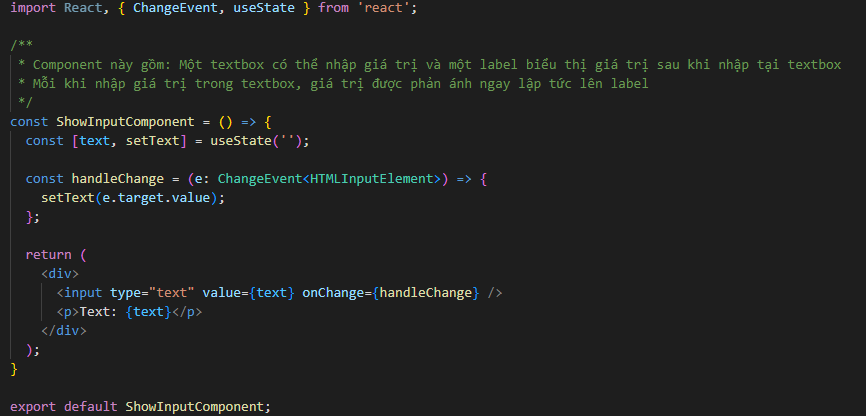 import React, { ChangeEvent, useState } from 'react';
/**
 * Component này gồm: Một textbox có thể nhập giá trị và một label biểu thị giá trị sau khi nhập tại textbox
 * Mỗi khi nhập giá trị trong textbox, giá trị được phản ánh ngay lập tức lên label
 */
const ShowInputComponent = () => {
  const [text, setText] = useState('');
  const handleChange = (e: ChangeEvent<HTMLInputElement>) => {
    setText(e.target.value);
  };
  return (
    <div>
      <input type="text" value={text} onChange={handleChange} />
      <p>Text: {text}</p>
    </div>
  );
}
export default ShowInputComponent;